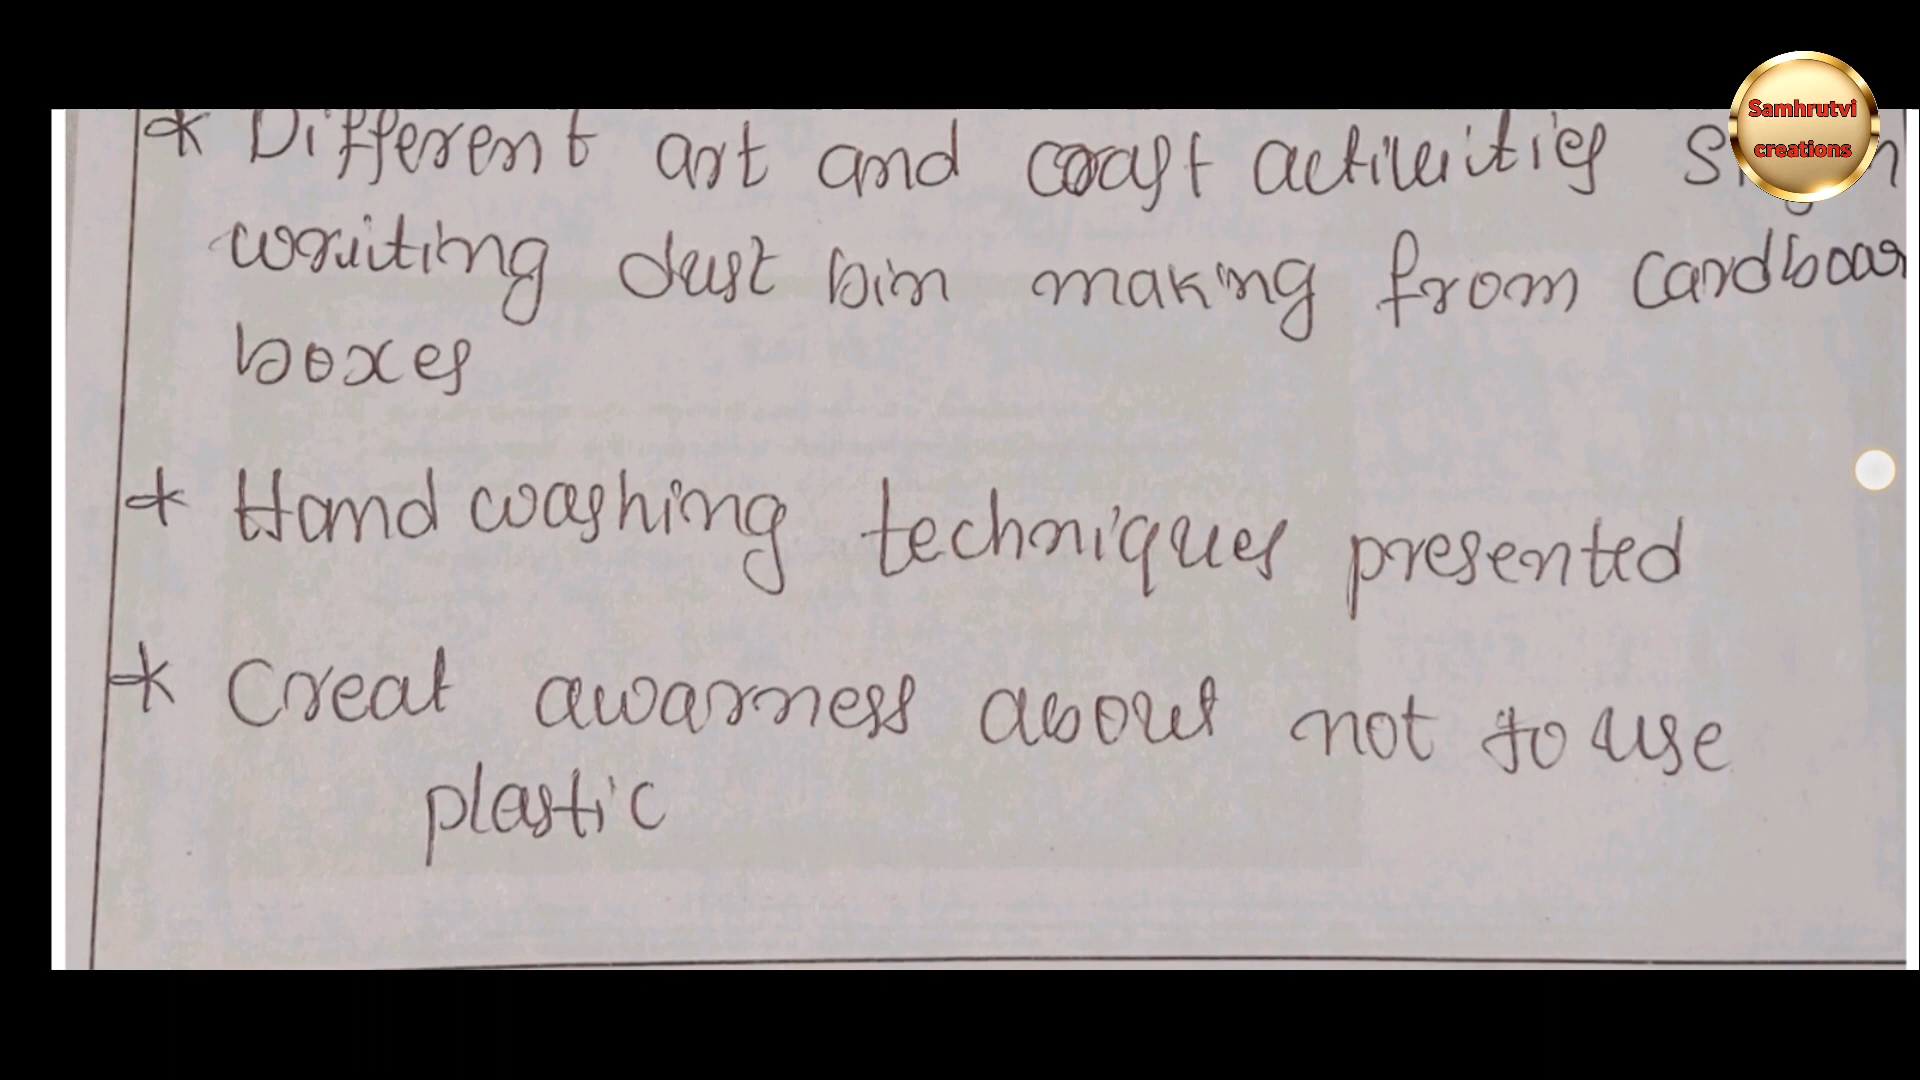 * Different art and craft activities
writing dust bin making from cardboar
boxes
* Hand washing techniques presented
* Creat awarness about not to use
plastic
Samhrutvi
creations